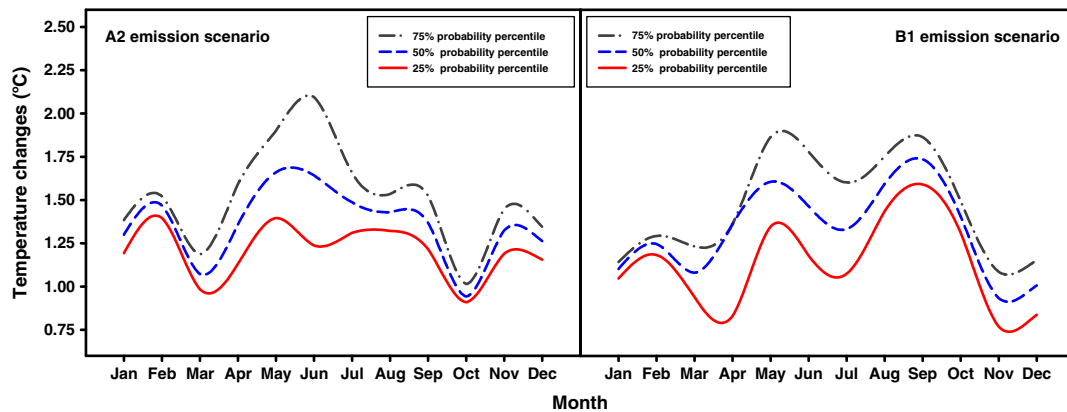 Temperature changes (°C)
2.50
2.25
2.00
1.75
1.50
1.25
1.00
0.75
A2 emission scenario
75% probability percentile
50% probability percentile
25% probability percentile
75% probability percentile
50% probability percentile
25% probability percentile
B1 emission scenario
Jan Feb Mar Apr May Jun Jul Aug Sep Oct Nov Dec
Jan Feb Mar Apr May Jun Jul Aug Sep Oct Nov Dec
Month